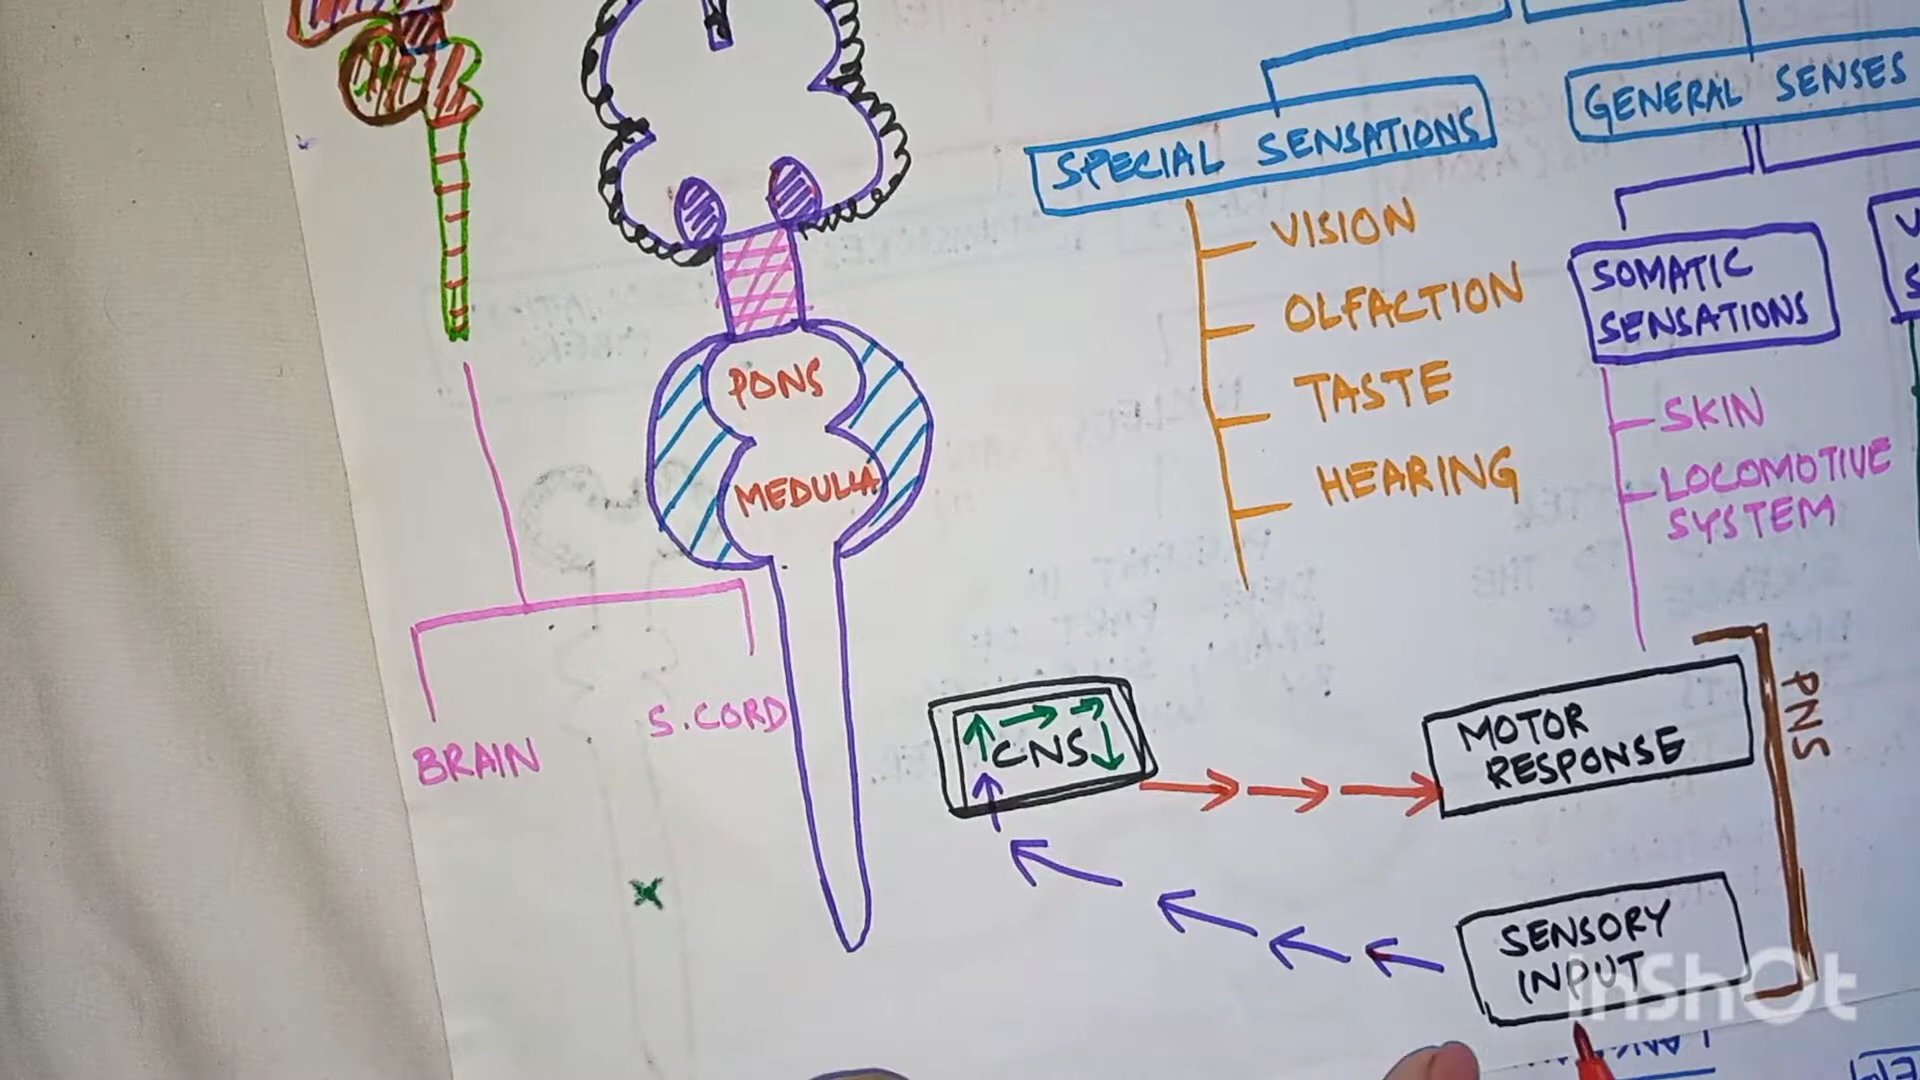 SPECIAL SENSATIONS
GENERAL SENSES
VISION
OLFACTION
TASTE
HEARING
SOMATIC
SENSATIONS
SKIN
LOCOMOTIVE
SYSTEM
PONS
MEDULLA
BRAIN
S.CORD
CNS
MOTOR
RESPONSE
SENSORY
INPUT
PNS
InShOt